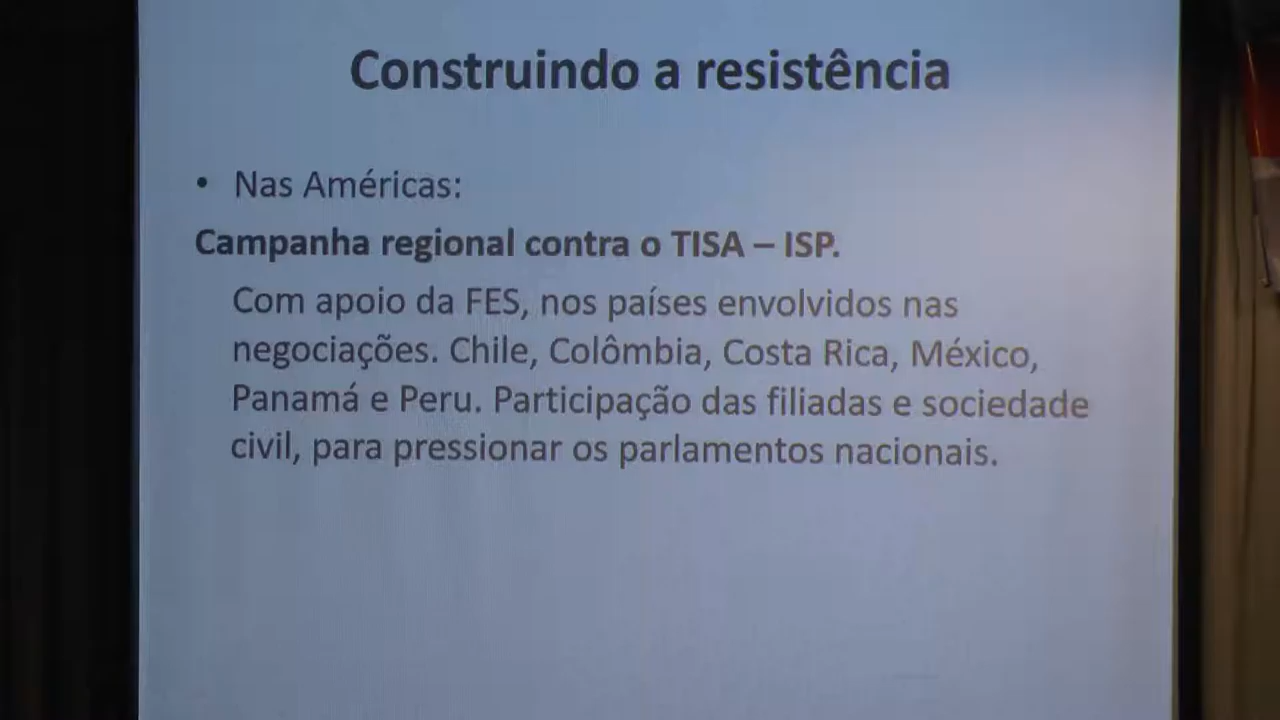 Construindo a resistência
• Nas Américas:
Campanha regional contra o TISA – ISP.
Com apoio da FES, nos países envolvidos nas
negociações. Chile, Colômbia, Costa Rica, México,
Panamá e Peru. Participação das filiadas e sociedade
civil, para pressionar os parlamentos nacionais.